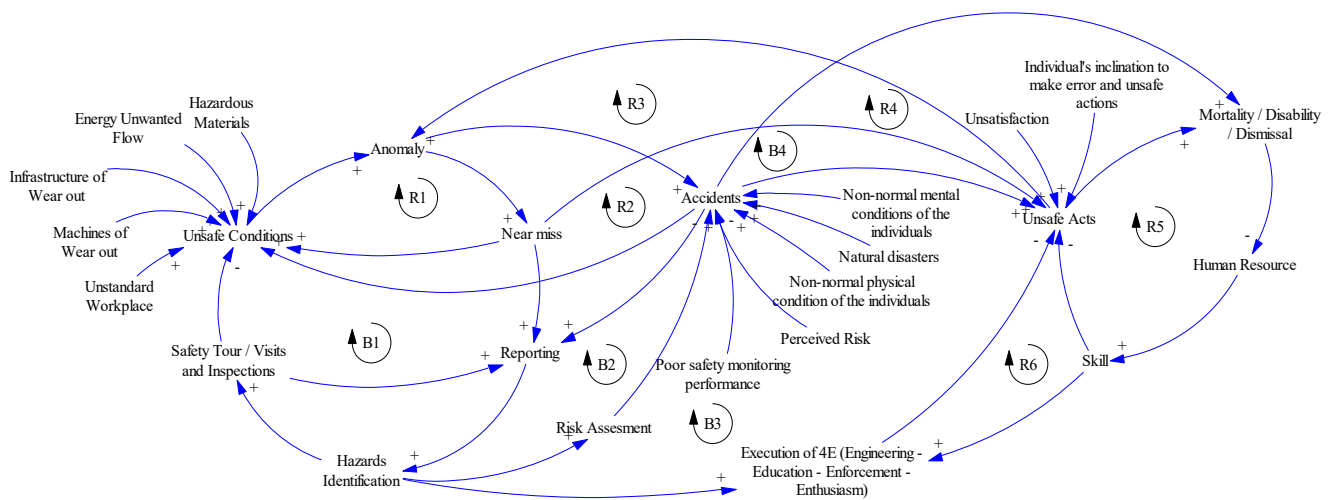 Individual's inclination to
make error and unsafe
actions
Hazardous
Materials
Energy Unwanted
Flow
R3
R4
Unsatisfaction
Mortality / Disability
/ Dismissal
Anomaly
B4
Infrastructure of
Wear out
R1
R2
Accidents
Non-normal mental
conditions of the
individuals
Unsafe Acts
R5
Machines of
Wear out
Unsafe Conditions
Near miss
Natural disasters
Human Resource
Unstandard
Workplace
Non-normal physical
condition of the individuals
Perceived Risk
B1
Safety Tour / Visits
and Inspections
Reporting
B2
Poor safety monitoring
performance
R6
Skill
Risk Assesment
B3
Hazards
Identification
Execution of 4E (Engineering -
Education - Enforcement -
Enthusiasm)